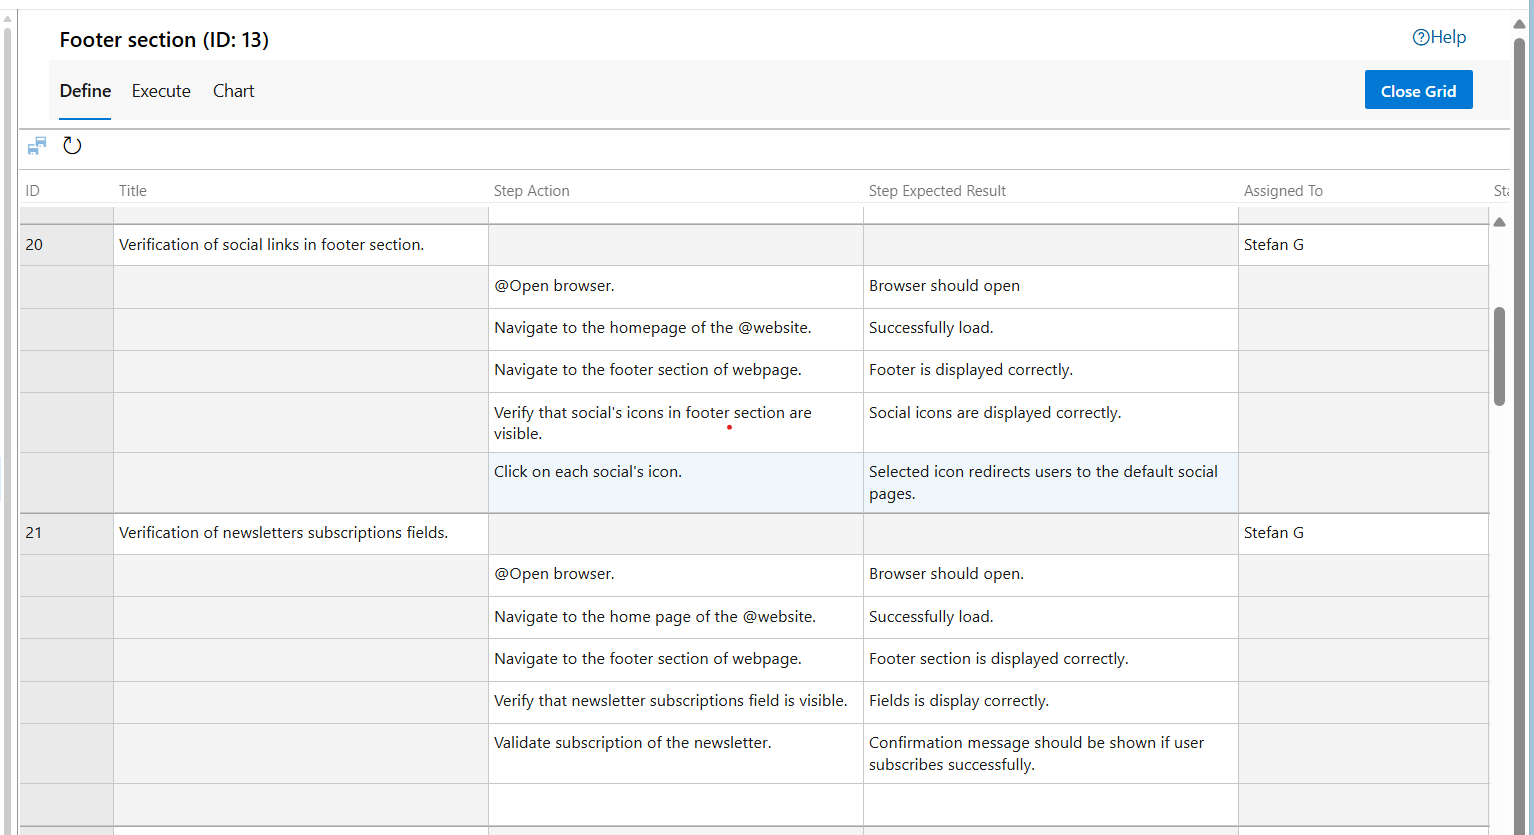 Footer section (ID: 13)
Help
Define Execute Chart
Close Grid
ID Title Step Action Step Expected Result Assigned To Sta
20 Verification of social links in footer section. Stefan G
@Open browser. Browser should open
Navigate to the homepage of the @website. Successfully load.
Navigate to the footer section of webpage. Footer is displayed correctly.
Verify that social's icons in footer section are
visible.
Social icons are displayed correctly.
Click on each social's icon.
Selected icon redirects users to the default social
pages.
21 Verification of newsletters subscriptions fields. Stefan G
@Open browser. Browser should open.
Navigate to the home page of the @website. Successfully load.
Navigate to the footer section of webpage. Footer section is displayed correctly.
Verify that newsletter subscriptions field is visible. Fields is display correctly.
Validate subscription of the newsletter.
Confirmation message should be shown if user
subscribes successfully.